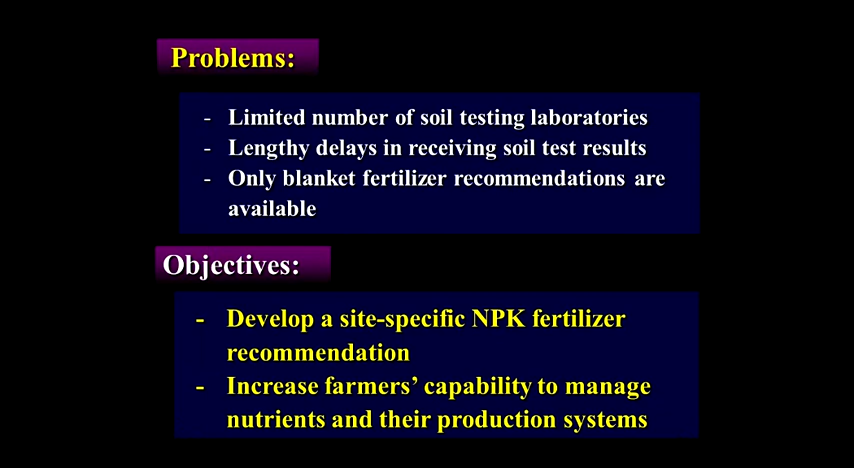 Problems:
- Limited number of soil testing laboratories
- Lengthy delays in receiving soil test results
- Only blanket fertilizer recommendations are
available
Objectives:
- Develop a site-specific NPK fertilizer
recommendation
- Increase farmers’ capability to manage
nutrients and their production systems